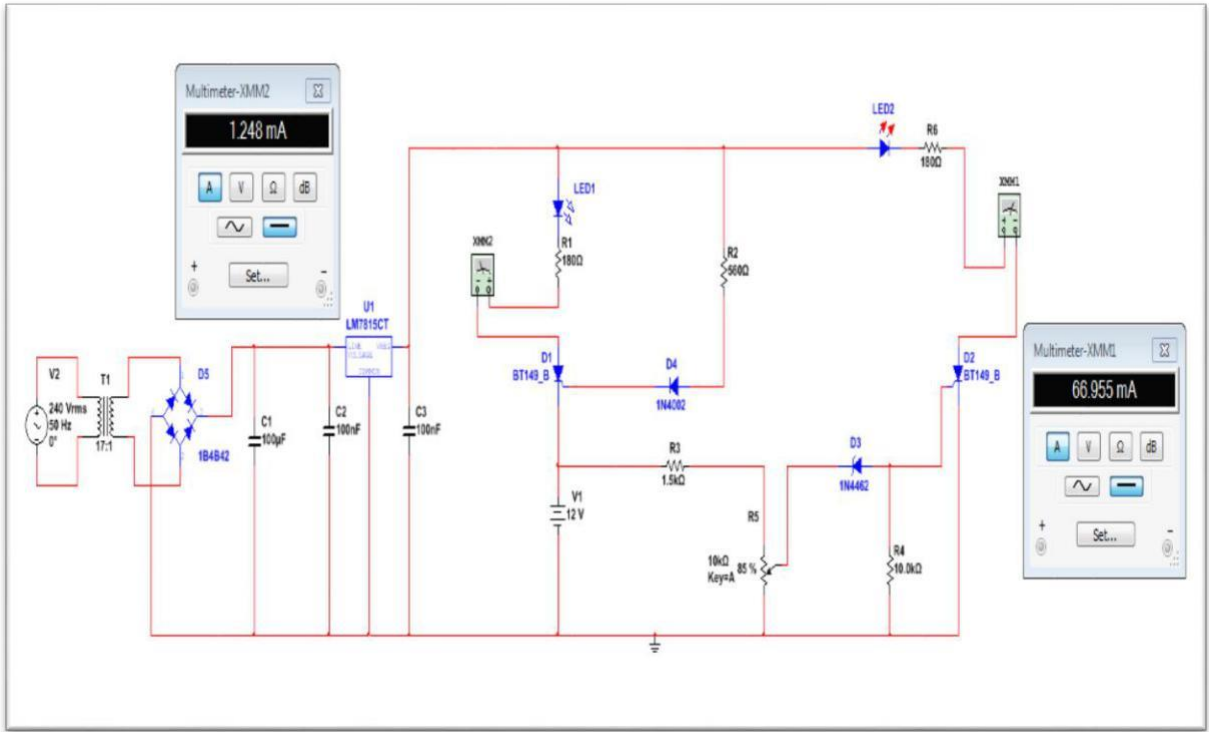 Multimeter-XMM2
1.248 mA
A V Ω dB
+ Set... -
LED2
R6
180Ω
XMM1
LED1
R1
180Ω
XMM2
R2
560Ω
U1
LM7815CT
D1
BT149_B
D4
1N4002
D2
BT149_B
Multimeter-XMM1
66.955 mA
A V Ω dB
+ Set... -
V2
240 Vrms
50 Hz
0°
T1
17:1
D5
1B4B42
C1
100µF
C2
100nF
C3
100nF
R3
1.5kΩ
D3
1N4462
V1
12 V
R5
10kΩ
Key=A
85 %
R4
10.0kΩ